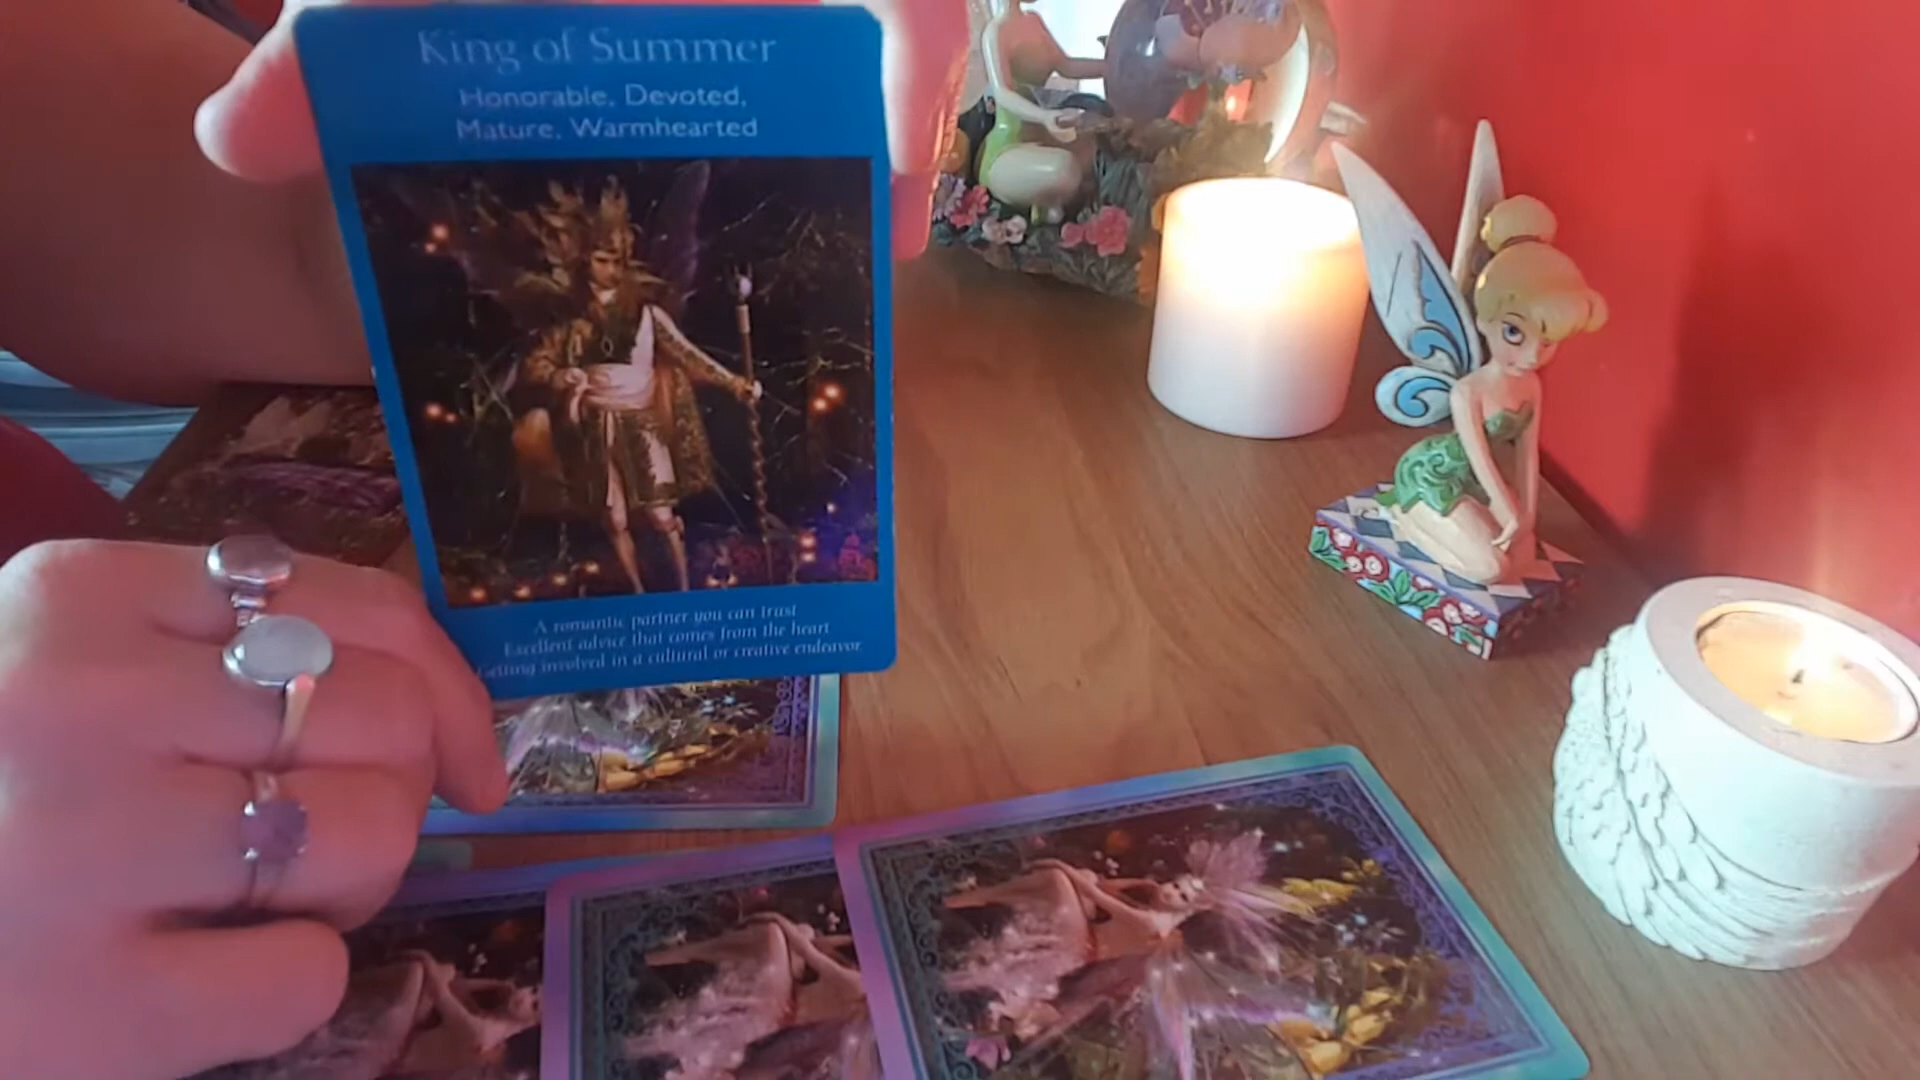 King of Summer
Honorable, Devoted,
Mature, Warmhearted
A romantic partner you can trust
Excellent advice that comes from the heart
Getting involved in a cultural or creative endeavor